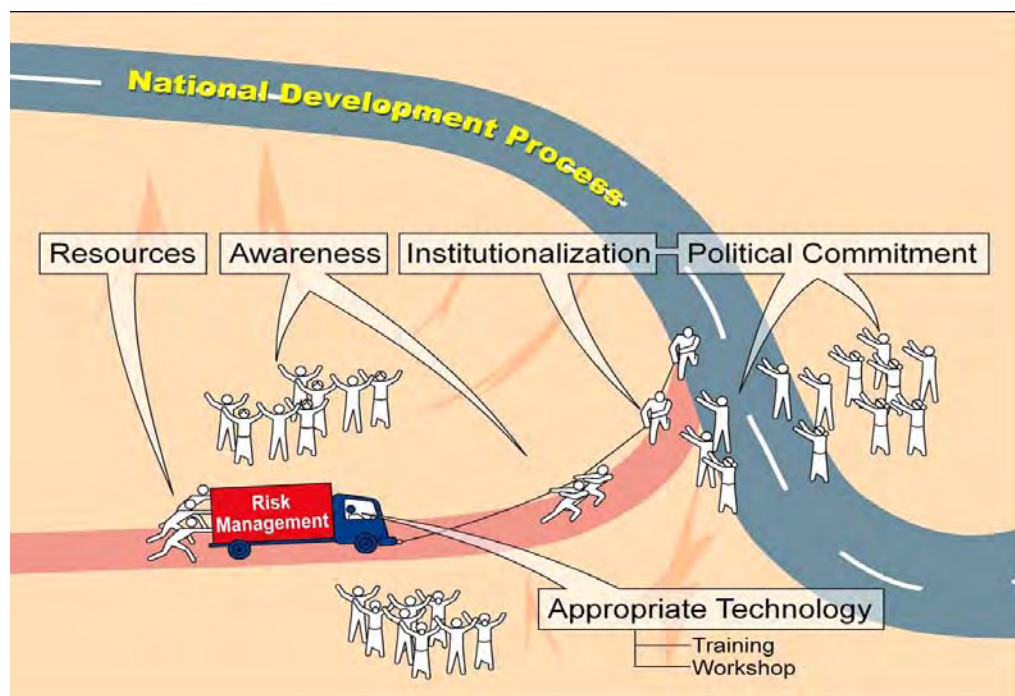 National Development Process
Resources
Awareness
Institutionalization
Political Commitment
Risk
Management
Appropriate Technology
Training
Workshop